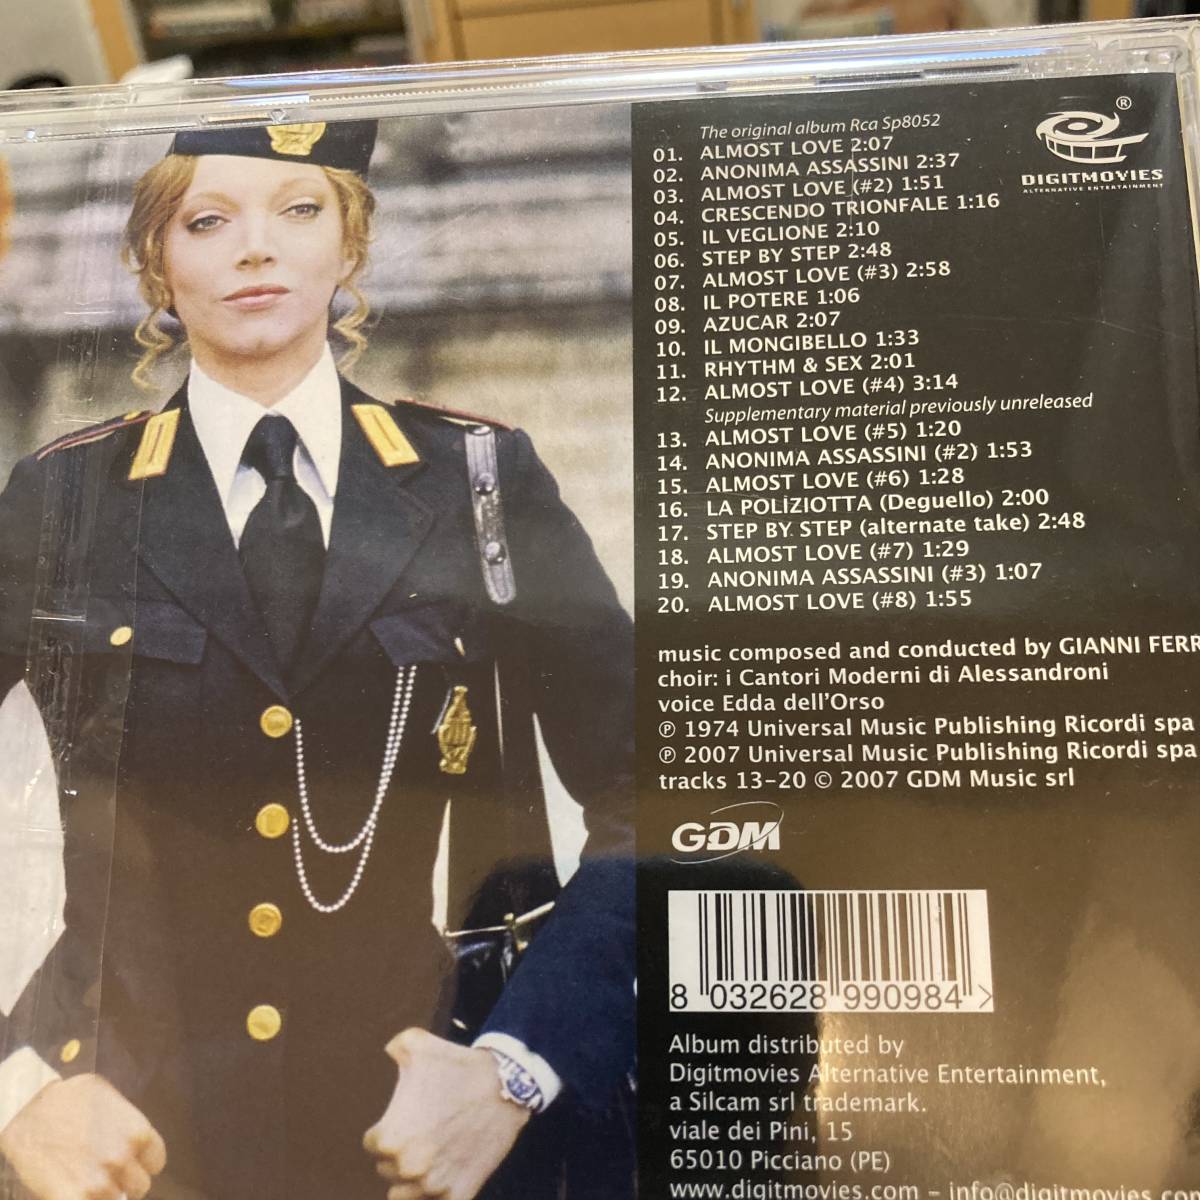 The original album Rca Sp8052
01. ALMOST LOVE 2:07
02. ANONIMA ASSASSINI 2:37
03. ALMOST LOVE (#2) 1:51
04. CRESCENDO TRIONFALE 1:16
05. IL VEGLIONE 2:10
06. STEP BY STEP 2:48
07. ALMOST LOVE (#3) 2:58
08. IL POTERE 1:06
09. AZUCAR 2:07
10. IL MONGIBELLO 1:33
11. RHYTHM & SEX 2:01
12. ALMOST LOVE (#4) 3:14
Supplementary material previously unreleased
13. ALMOST LOVE (#5) 1:20
14. ANONIMA ASSASSINI (#2) 1:53
15. ALMOST LOVE (#6) 1:28
16. LA POLIZIOTTA (Deguello) 2:00
17. STEP BY STEP (alternate take) 2:48
18. ALMOST LOVE (#7) 1:29
19. ANONIMA ASSASSINI (#3) 1:07
20. ALMOST LOVE (#8) 1:55
®
DIGITMOVIES
ALTERNATIVE ENTERTAINMENT
music composed and conducted by GIANNI FERR
choir: i Cantori Moderni di Alessandroni
voice Edda dell'Orso
℗ 1974 Universal Music Publishing Ricordi spa
℗ 2007 Universal Music Publishing Ricordi spa
tracks 13-20 © 2007 GDM Music srl
GDM
8 032628 990984 >
Album distributed by
Digitmovies Alternative Entertainment,
a Silcam srl trademark.
viale dei Pini, 15
65010 Picciano (PE)
www.digitmovies.com - info@digitmovies.co